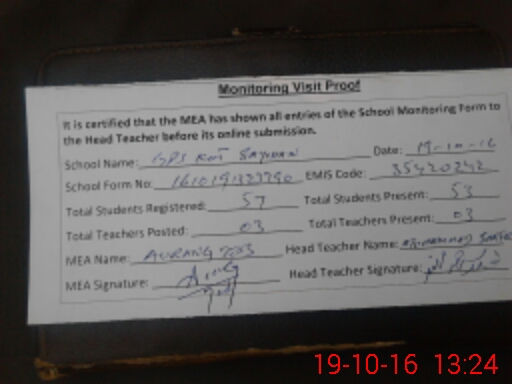 Monitoring Visit Proof
It is certified that the MEA has shown all entries of the School Monitoring Form to
the Head Teacher before its online submission.
School Name: GPS Kot Date: 19-10-16
School Form No: EMIS Code: 35420242
Total Students Registered: 57 Total Students Present: 53
Total Teachers Posted: 03 Total Teachers Present: 03
MEA Name: Head Teacher Name:
MEA Signature: Head Teacher Signature:
19-10-16 13:24